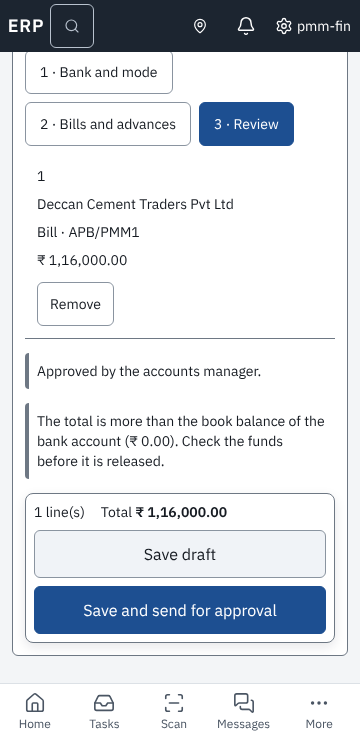 ERP
pmm-fin
1 · Bank and mode
2 · Bills and advances
3 · Review
1
Deccan Cement Traders Pvt Ltd
Bill · APB/PMM1
₹ 1,16,000.00
Remove
Approved by the accounts manager.
The total is more than the book balance of the
bank account (₹ 0.00). Check the funds
before it is released.
1 line(s) Total ₹ 1,16,000.00
Save draft
Save and send for approval
Home
Tasks
Scan
Messages
More